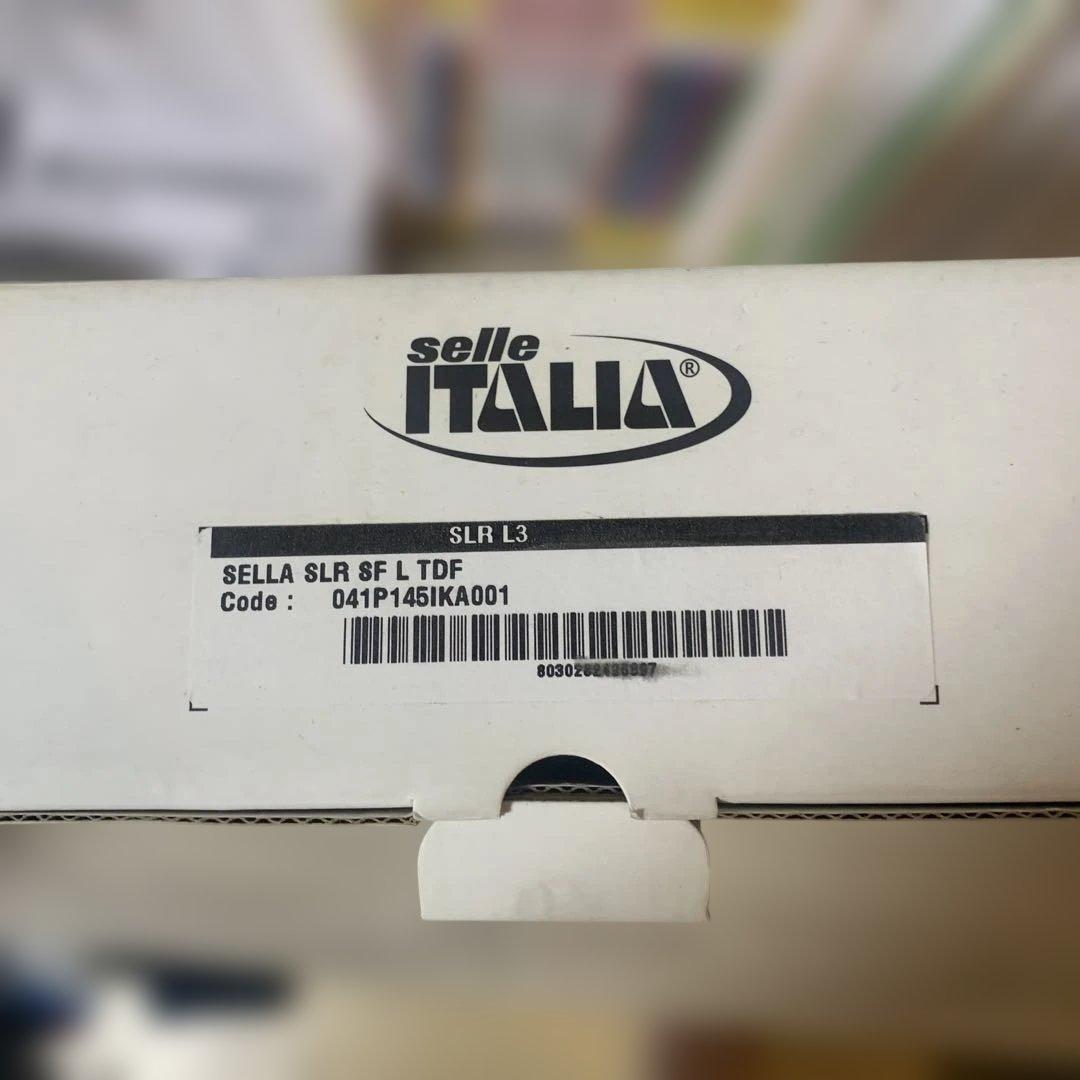 selle
ITALIA®
SLR L3
SELLA SLR SF L TDF
Code : 041P145IKA001